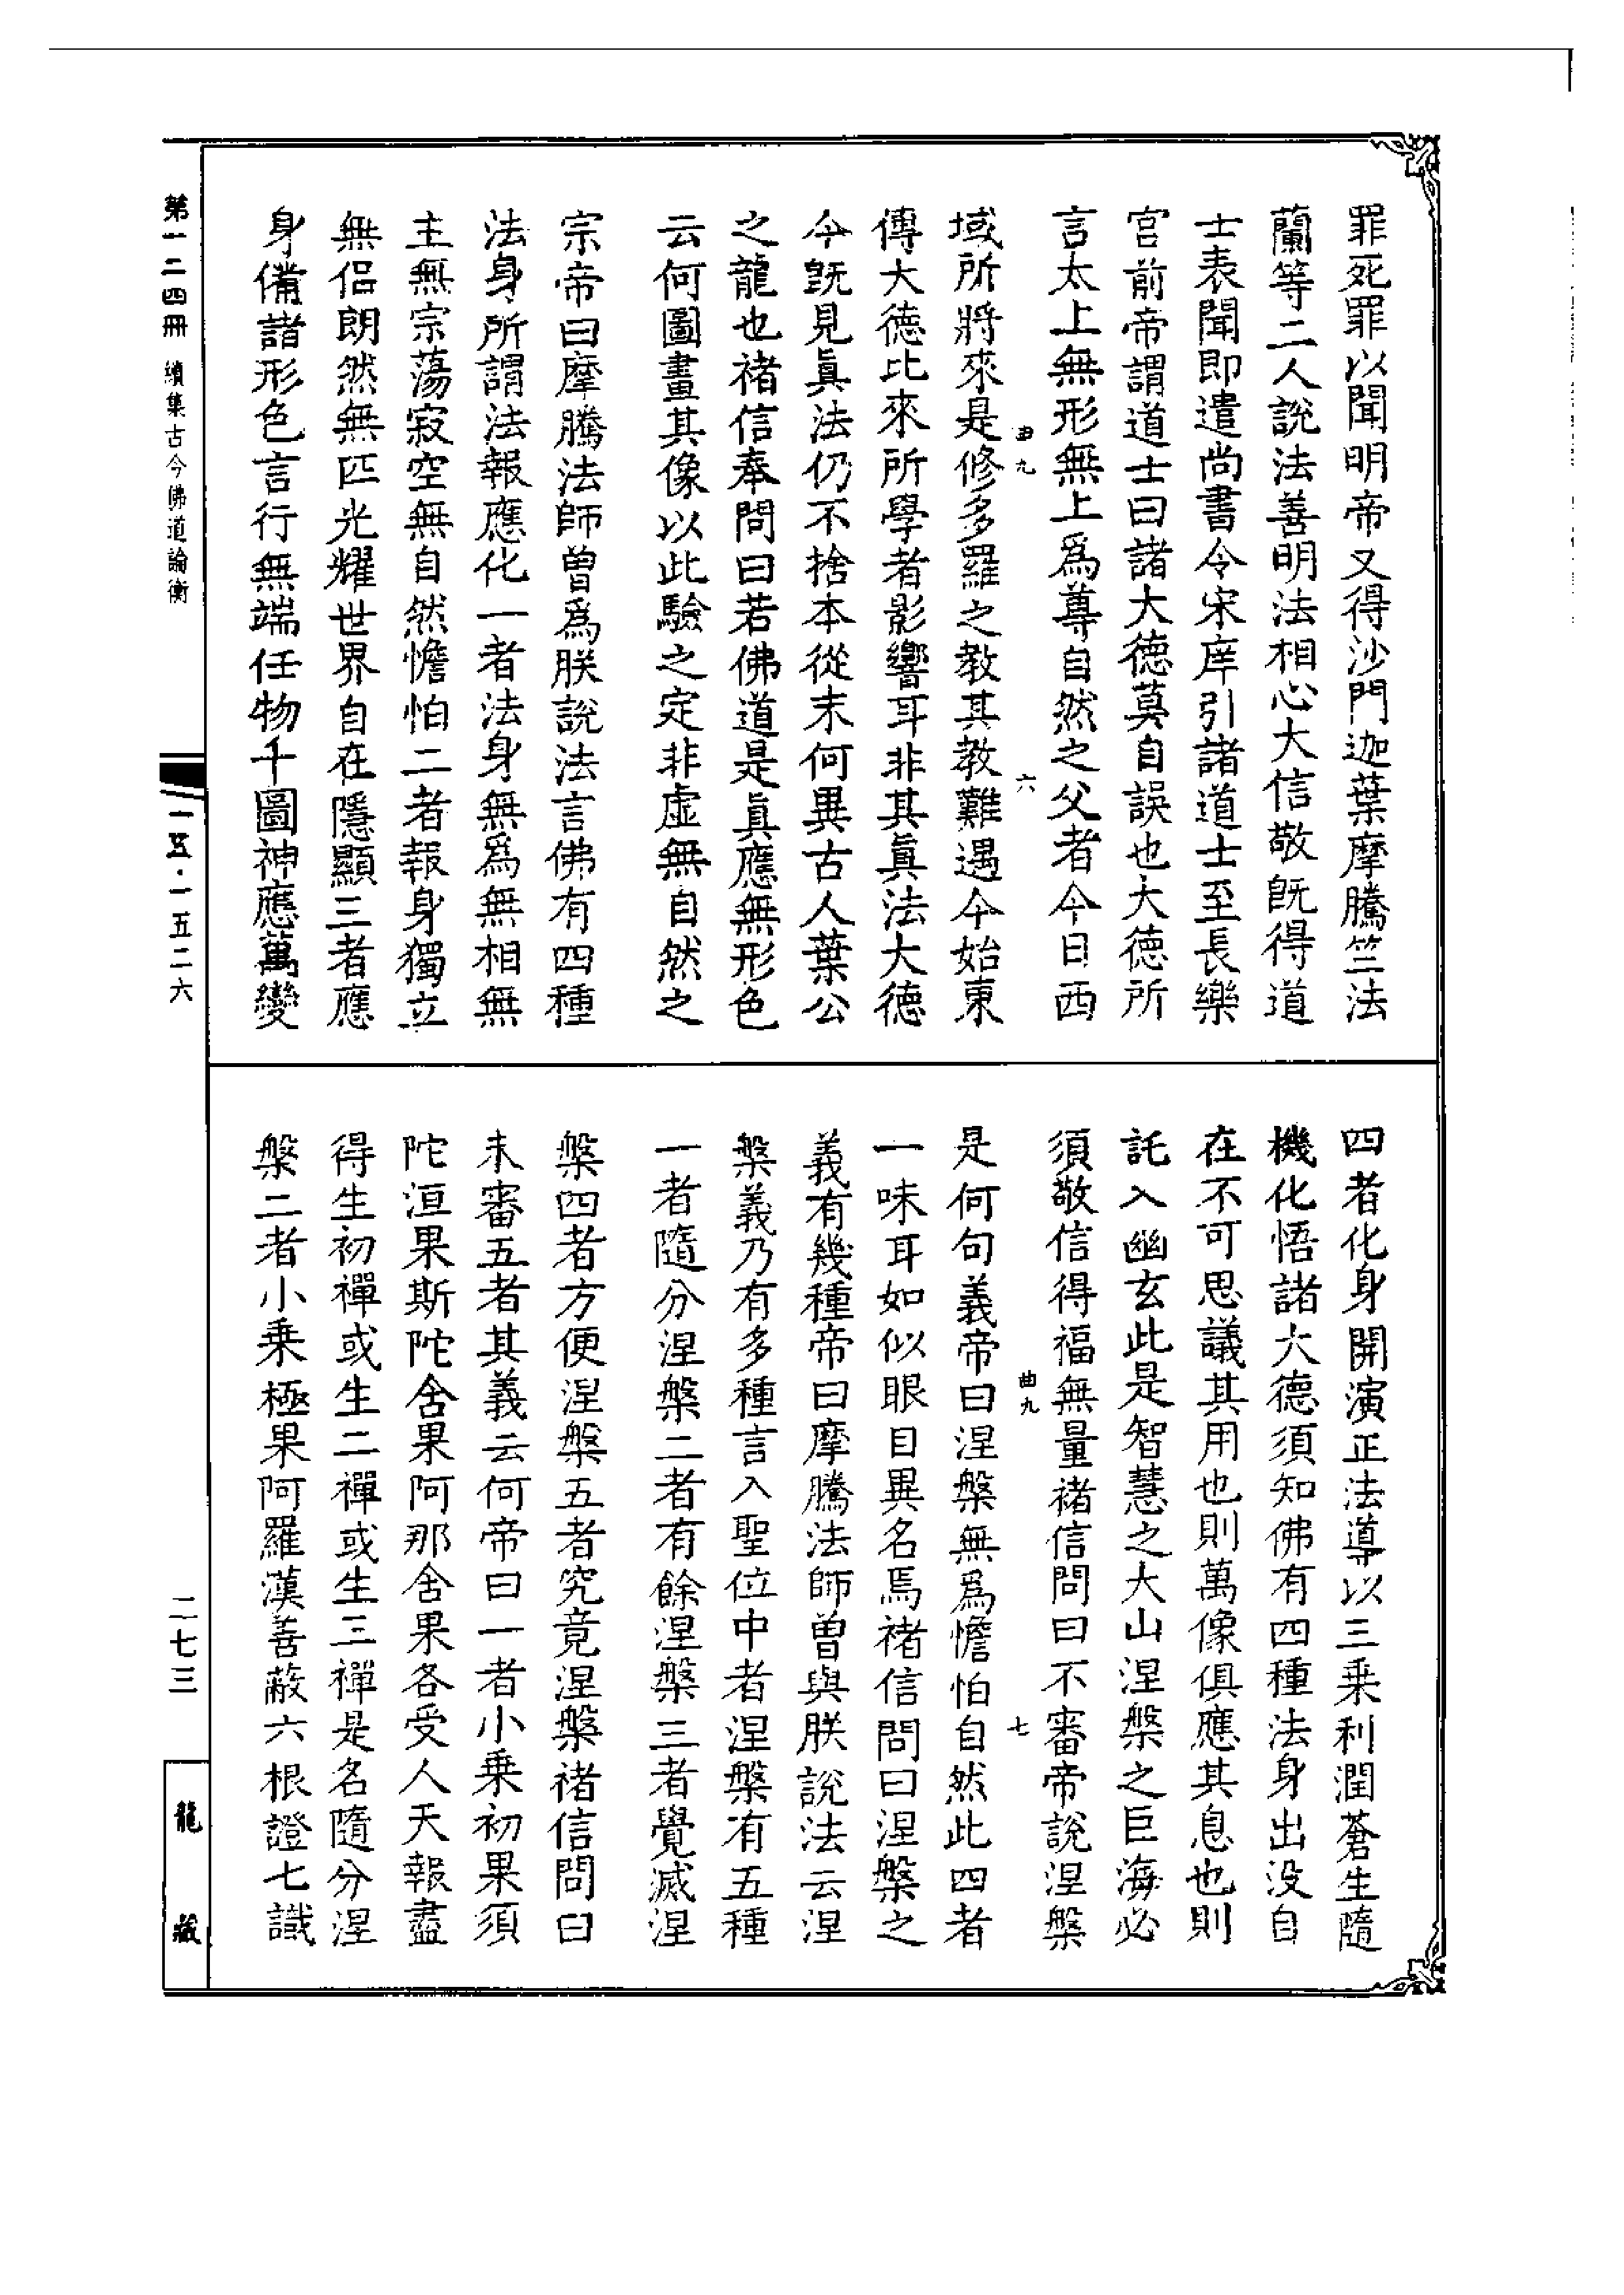 罪死罪以聞明帝又得沙門迦葉摩騰竺法
蘭等二人說法善明法相心大信敬既得道
士表聞即遣尚書令宋庠引諸道士至長樂
宮前帝謂道士曰諸大德莫自誤也大德所
言太上無形無上爲尊自然之父者今日西
曲九 六
域所將來是修多羅之教其教難遇今始東
傳大德比來所學者影響耳非其真法大德
今既見真法仍不捨本從末何異古人葉公
之龍也褚信奉問曰若佛道是真應無形色
云何圖畫其像以此驗之定非虛無自然之
宗帝曰摩騰法師曾爲朕說法言佛有四種
法身所謂法報應化一者法身無爲無相無
主無宗蕩寂空無自然憺怕二者報身獨立
無侣朗然無匹光耀世界自在隱顯三者應
身備諸形色言行無端任物千圖神應萬變
四者化身開演正法導以三乘利潤蒼生隨
機化悟諸大德須知佛有四種法身出没自
在不可思議其用也則萬像俱應其息也則
託入幽玄此是智慧之大山涅槃之巨海必
須敬信得福無量褚信問曰不審帝說涅槃
曲九 七
是何句義帝曰涅槃無爲憺怕自然此四者
一味耳如似眼目異名焉褚信問曰涅槃之
義有幾種帝曰摩騰法師曾與朕說法云涅
槃義乃有多種言入聖位中者涅槃有五種
一者隨分涅槃二者有餘涅槃三者覺滅涅
槃四者方便涅槃五者究竟涅槃褚信問曰
未審五者其義云何帝曰一者小乘初果須
陀洹果斯陀含果阿那含果各受人天報盡
得生初禪或生二禪或生三禪是名隨分涅
槃二者小乘極果阿羅漢善蔽六根證七識
第一二四冊 續集古今佛道論衡
一五·一五二六
二七三
龍藏